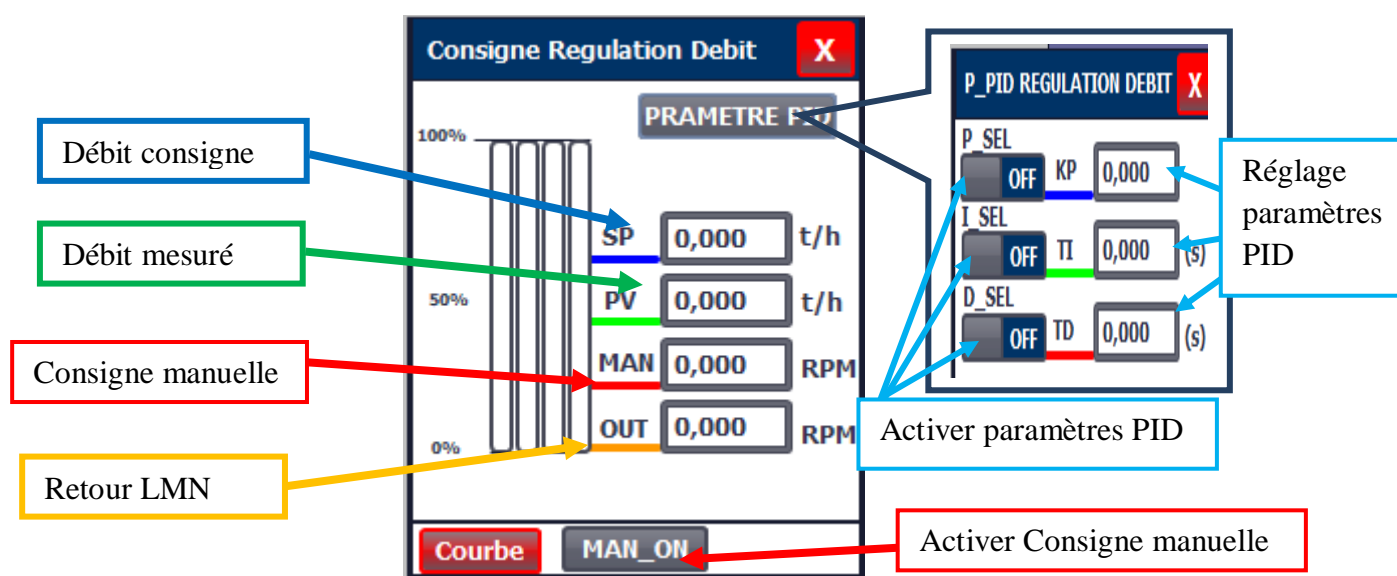 Consigne Regulation Debit
X
PRAMETRE PID
100%
50%
0%
SP 0,000 t/h
PV 0,000 t/h
MAN 0,000 RPM
OUT 0,000 RPM
Courbe
MAN_ON
P_PID REGULATION DEBIT
X
P_SEL
OFF KP 0,000
I_SEL
OFF TI 0,000 (s)
D_SEL
OFF TD 0,000 (s)
Débit consigne
Débit mesuré
Consigne manuelle
Retour LMN
Réglage
paramètres
PID
Activer paramètres PID
Activer Consigne manuelle